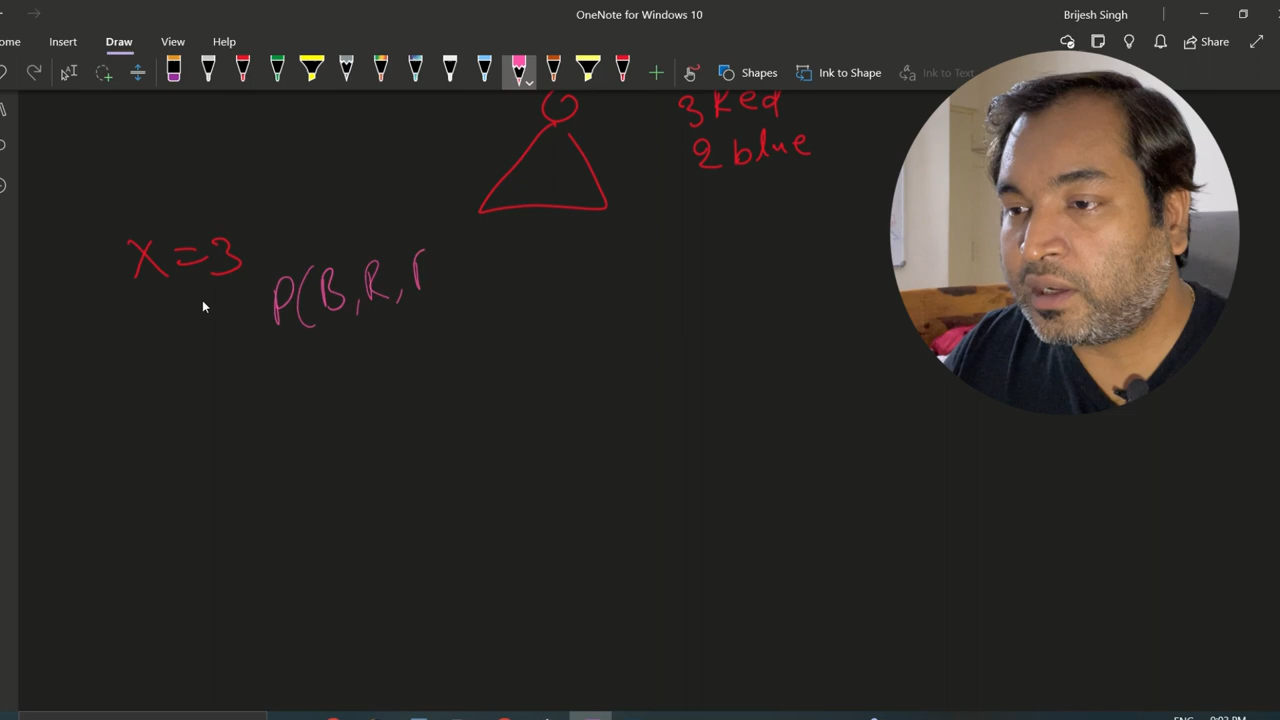 OneNote for Windows 10
Brijesh Singh
Insert Draw View Help
Share
Shapes Ink to Shape Ink to Text
3 Red
2 blue
X=3
P(B,R,
ENG